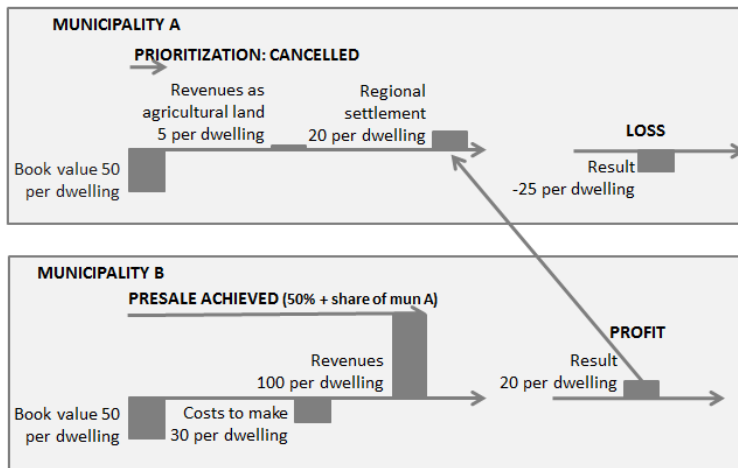 MUNICIPALITY A
PRIORITIZATION: CANCELLED
Revenues as
agricultural land
5 per dwelling
Regional
settlement
20 per dwelling
Book value 50
per dwelling
LOSS
Result
-25 per dwelling
MUNICIPALITY B
PRESALE ACHIEVED (50% + share of mun A)
Revenues
100 per dwelling
Book value 50
per dwelling
Costs to make
30 per dwelling
PROFIT
Result
20 per dwelling